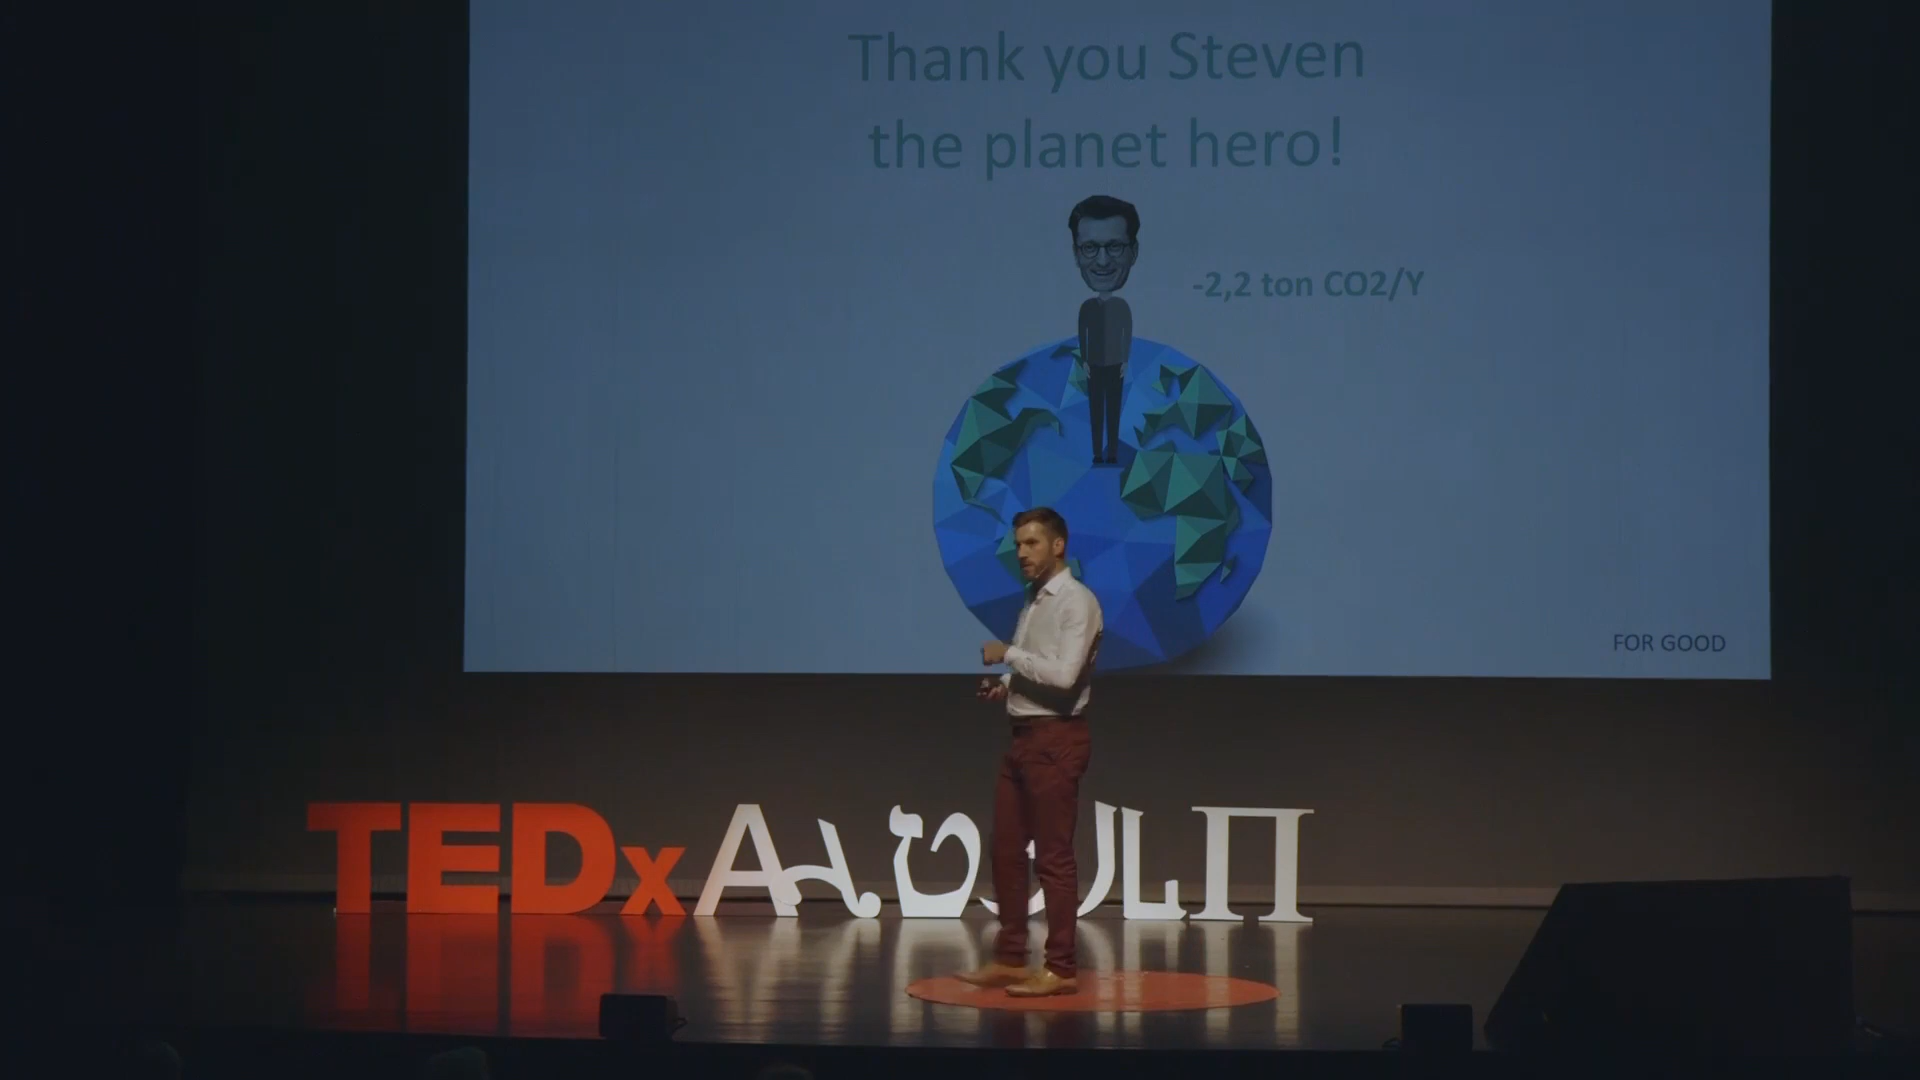 Thank you Steven
the planet hero!
-2,2 ton CO2/Y
FOR GOOD
TEDx